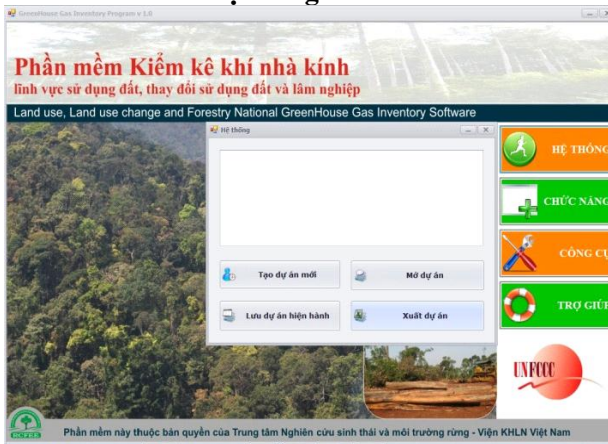 GreenHouse Gas Inventory Program v 1.6
Phần mềm Kiểm kê khí nhà kính
lĩnh vực sử dụng đất, thay đổi sử dụng đất và lâm nghiệp
Land use, Land use change and Forestry National GreenHouse Gas Inventory Software
Hệ thống
HỆ THỐNG
CHỨC NĂNG
CÔNG CỤ
TRỢ GIÚP
Tạo dự án mới
Mở dự án
Lưu dự án hiện hành
Xuất dự án
UNFCCC
RCFEE
Phần mềm này thuộc bản quyền của Trung tâm Nghiên cứu sinh thái và môi trường rừng - Viện KHLN Việt Nam